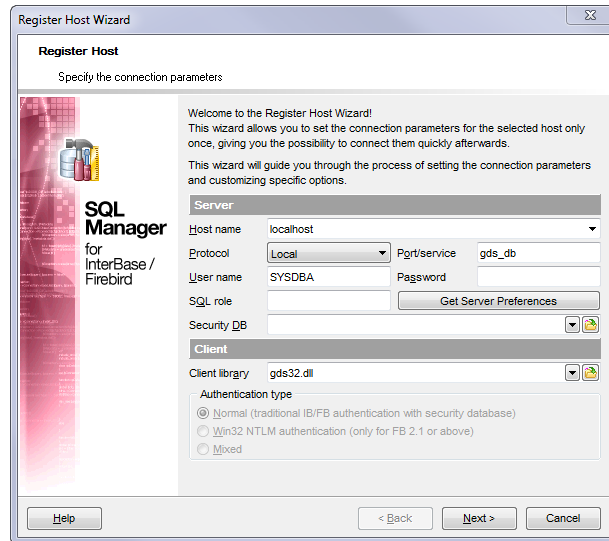 Register Host Wizard
Register Host
Specify the connection parameters
Welcome to the Register Host Wizard!
This wizard allows you to set the connection parameters for the selected host only
once, giving you the possibility to connect them quickly afterwards.
This wizard will guide you through the process of setting the connection parameters
and customizing specific options.
SQL
Manager
for
InterBase /
Firebird
Server
Host name localhost
Protocol Local Port/service gds_db
User name SYSDBA Password
SQL role Get Server Preferences
Security DB
Client
Client library gds32.dll
Authentication type
Normal (traditional IB/FB authentication with security database)
Win32 NTLM authentication (only for FB 2.1 or above)
Mixed
Help < Back Next > Cancel